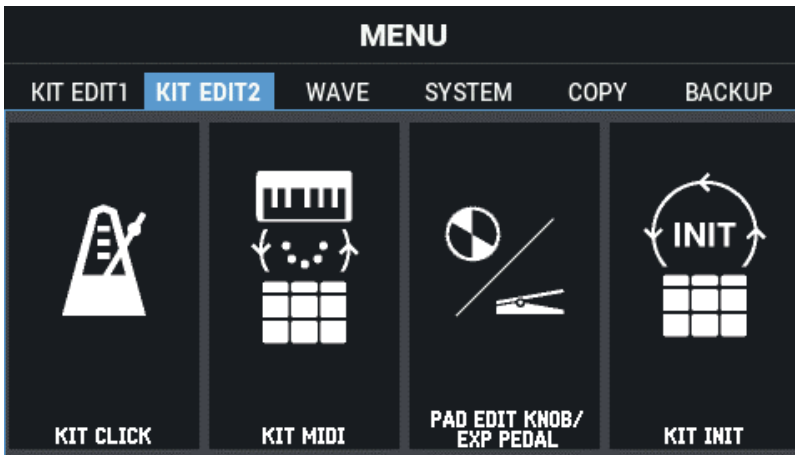 MENU
KIT EDIT1 KIT EDIT2 WAVE SYSTEM COPY BACKUP
INIT
KIT CLICK KIT MIDI PAD EDIT KNOB/ KIT INIT
EXP PEDAL